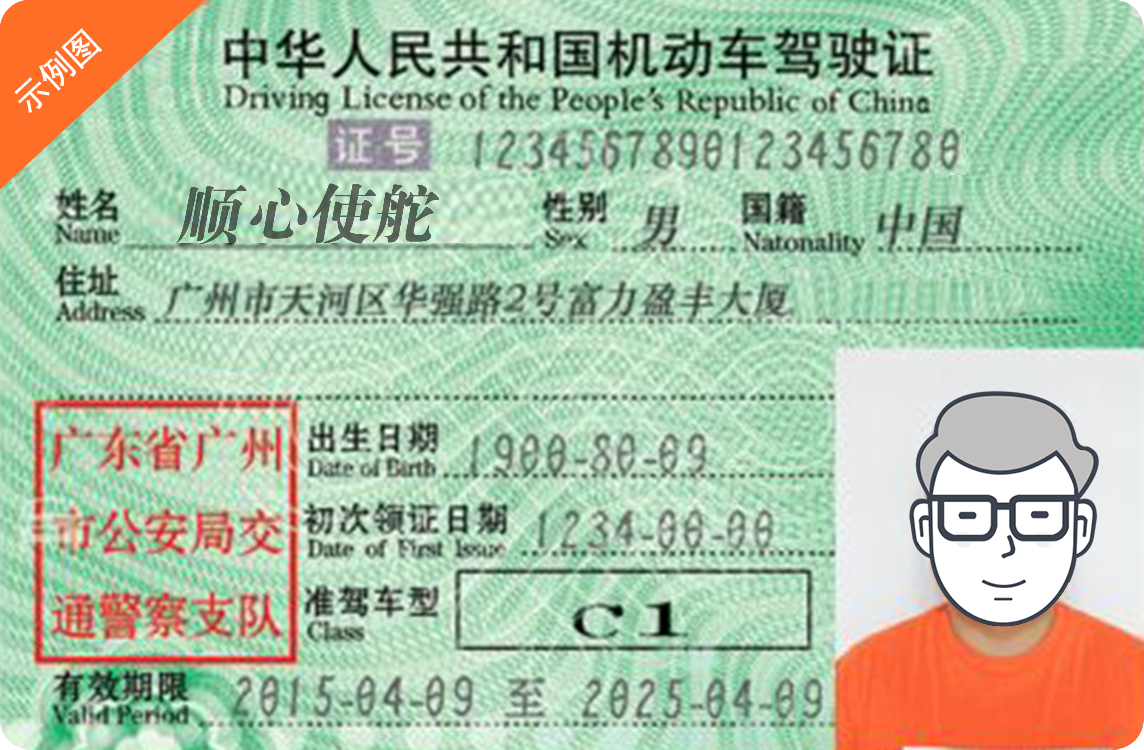 示例图
中华人民共和国机动车驾驶证
Driving License of the People's Republic of China
证号 1234567890123456780
姓名 顺心使舵 性别 男 国籍 中国
Name Sex Natonality
住址 广州市天河区华强路2号富力盈丰大厦
Address
广东省广州
市公安局交
通警察支队
出生日期 1900-80-09
Date of Birth
初次领证日期 1234-00-00
Date of First Issue
准驾车型 C1
Class
有效期限 2015-04-09 至 2025-04-09
Valid Period